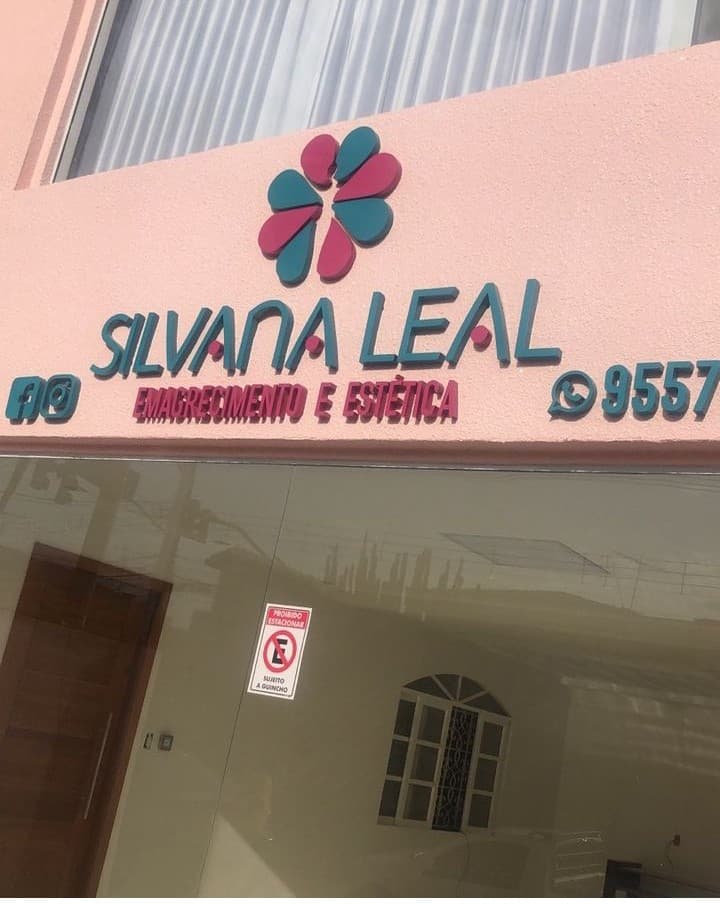 SILVANA LEAL
EMAGRECIMENTO E ESTÉTICA
9557
PROIBIDO
ESTACIONAR
E
SUJEITO
A GUINCHO